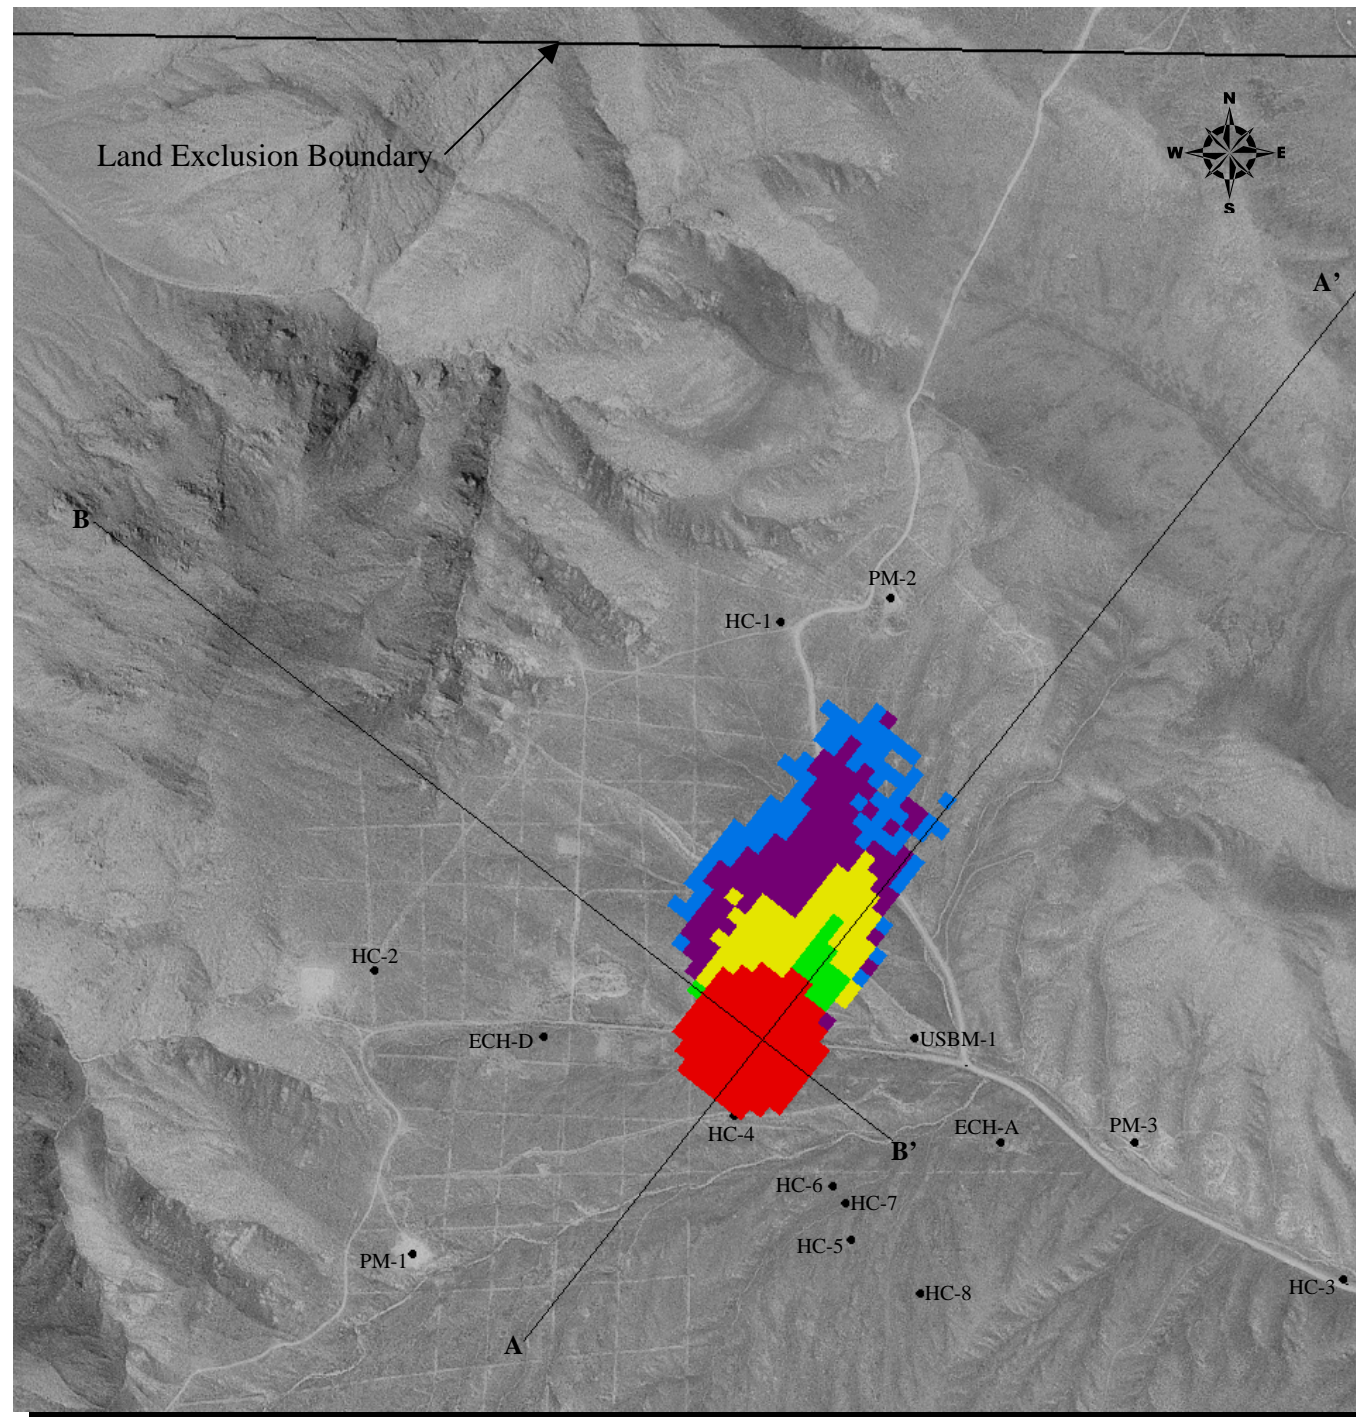 N
Land Exclusion Boundary
W E
S
A’
B
PM-2
HC-1
HC-2
ECH-D
USBM-1
HC-4
ECH-A
PM-3
B’
HC-6
HC-7
HC-5
PM-1
HC-3
HC-8
A